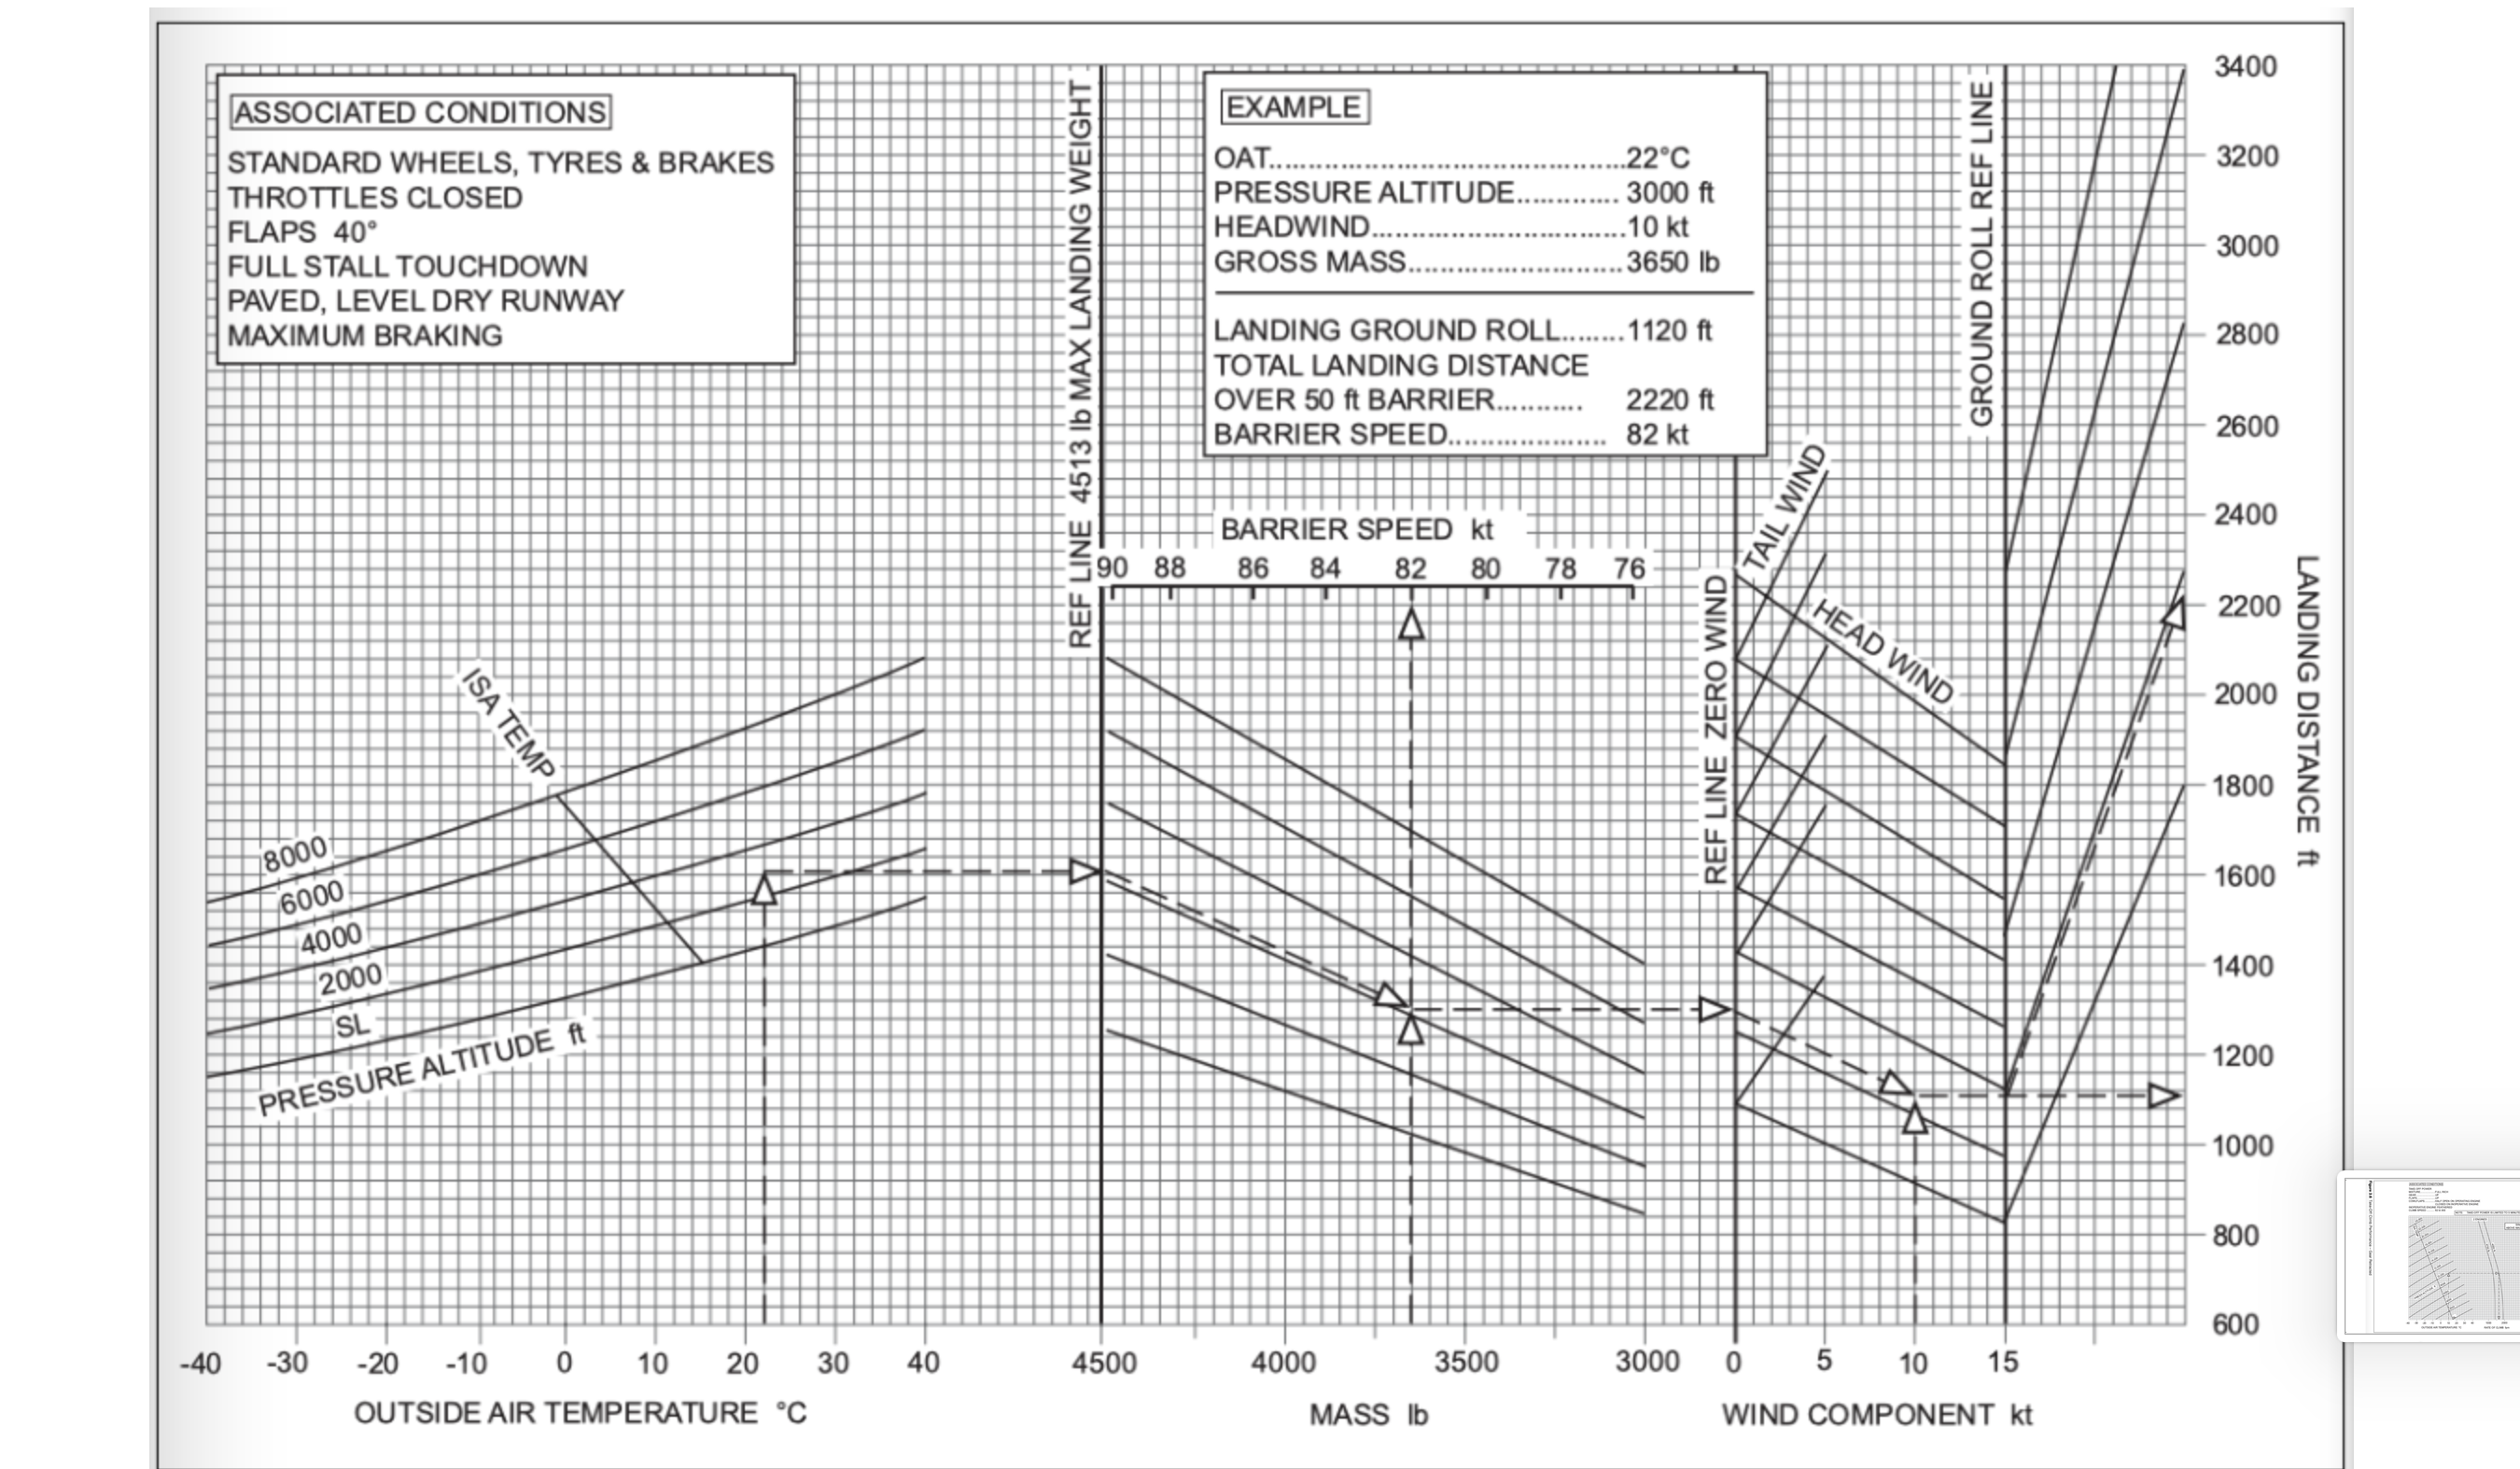 ASSOCIATED CONDITIONS
STANDARD WHEELS, TYRES & BRAKES
THROTTLES CLOSED
FLAPS 40°
FULL STALL TOUCHDOWN
PAVED, LEVEL DRY RUNWAY
MAXIMUM BRAKING
REF LINE 4513 lb MAX LANDING WEIGHT
EXAMPLE
OAT..............................................22°C
PRESSURE ALTITUDE............. 3000 ft
HEADWIND.................................10 kt
GROSS MASS............................3650 lb
LANDING GROUND ROLL........1120 ft
TOTAL LANDING DISTANCE
OVER 50 ft BARRIER........... 2220 ft
BARRIER SPEED.................... 82 kt
GROUND ROLL REF LINE
BARRIER SPEED kt
90 88 86 84 82 80 78 76
TAIL WIND
HEAD WIND
REF LINE ZERO WIND
ISA TEMP
8000
6000
4000
2000
SL
PRESSURE ALTITUDE ft
3400
3200
3000
2800
2600
2400
2200
2000
1800
1600
1400
1200
1000
800
600
LANDING DISTANCE ft
-40 -30 -20 -10 0 10 20 30 40 4500 4000 3500 3000 0 5 10 15
OUTSIDE AIR TEMPERATURE °C
MASS lb
WIND COMPONENT kt